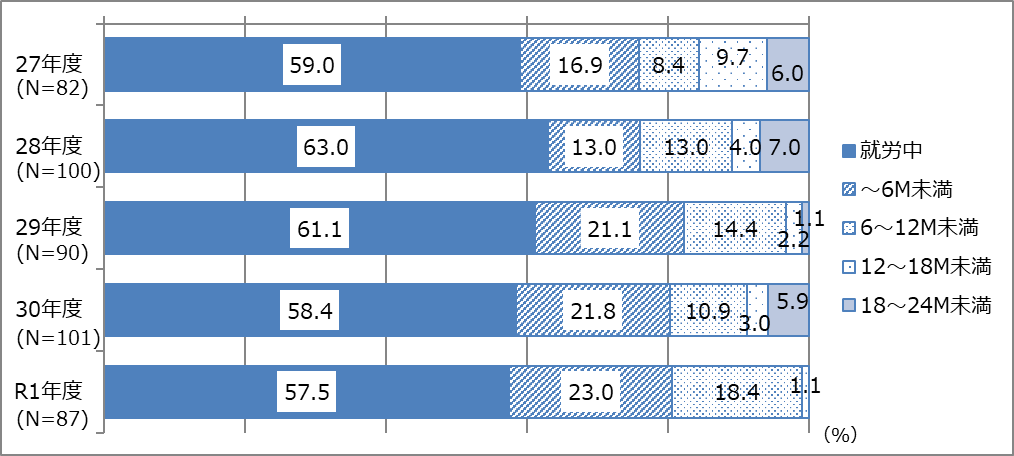 27年度
(N=82)
59.0
16.9
8.4
9.7
6.0
28年度
(N=100)
63.0
13.0
13.0
4.0
7.0
29年度
(N=90)
61.1
21.1
14.4
2.2
1.1
30年度
(N=101)
58.4
21.8
10.9
3.0
5.9
R1年度
(N=87)
57.5
23.0
18.4
1.1
(%)
就労中
～6M未満
6～12M未満
12～18M未満
18～24M未満